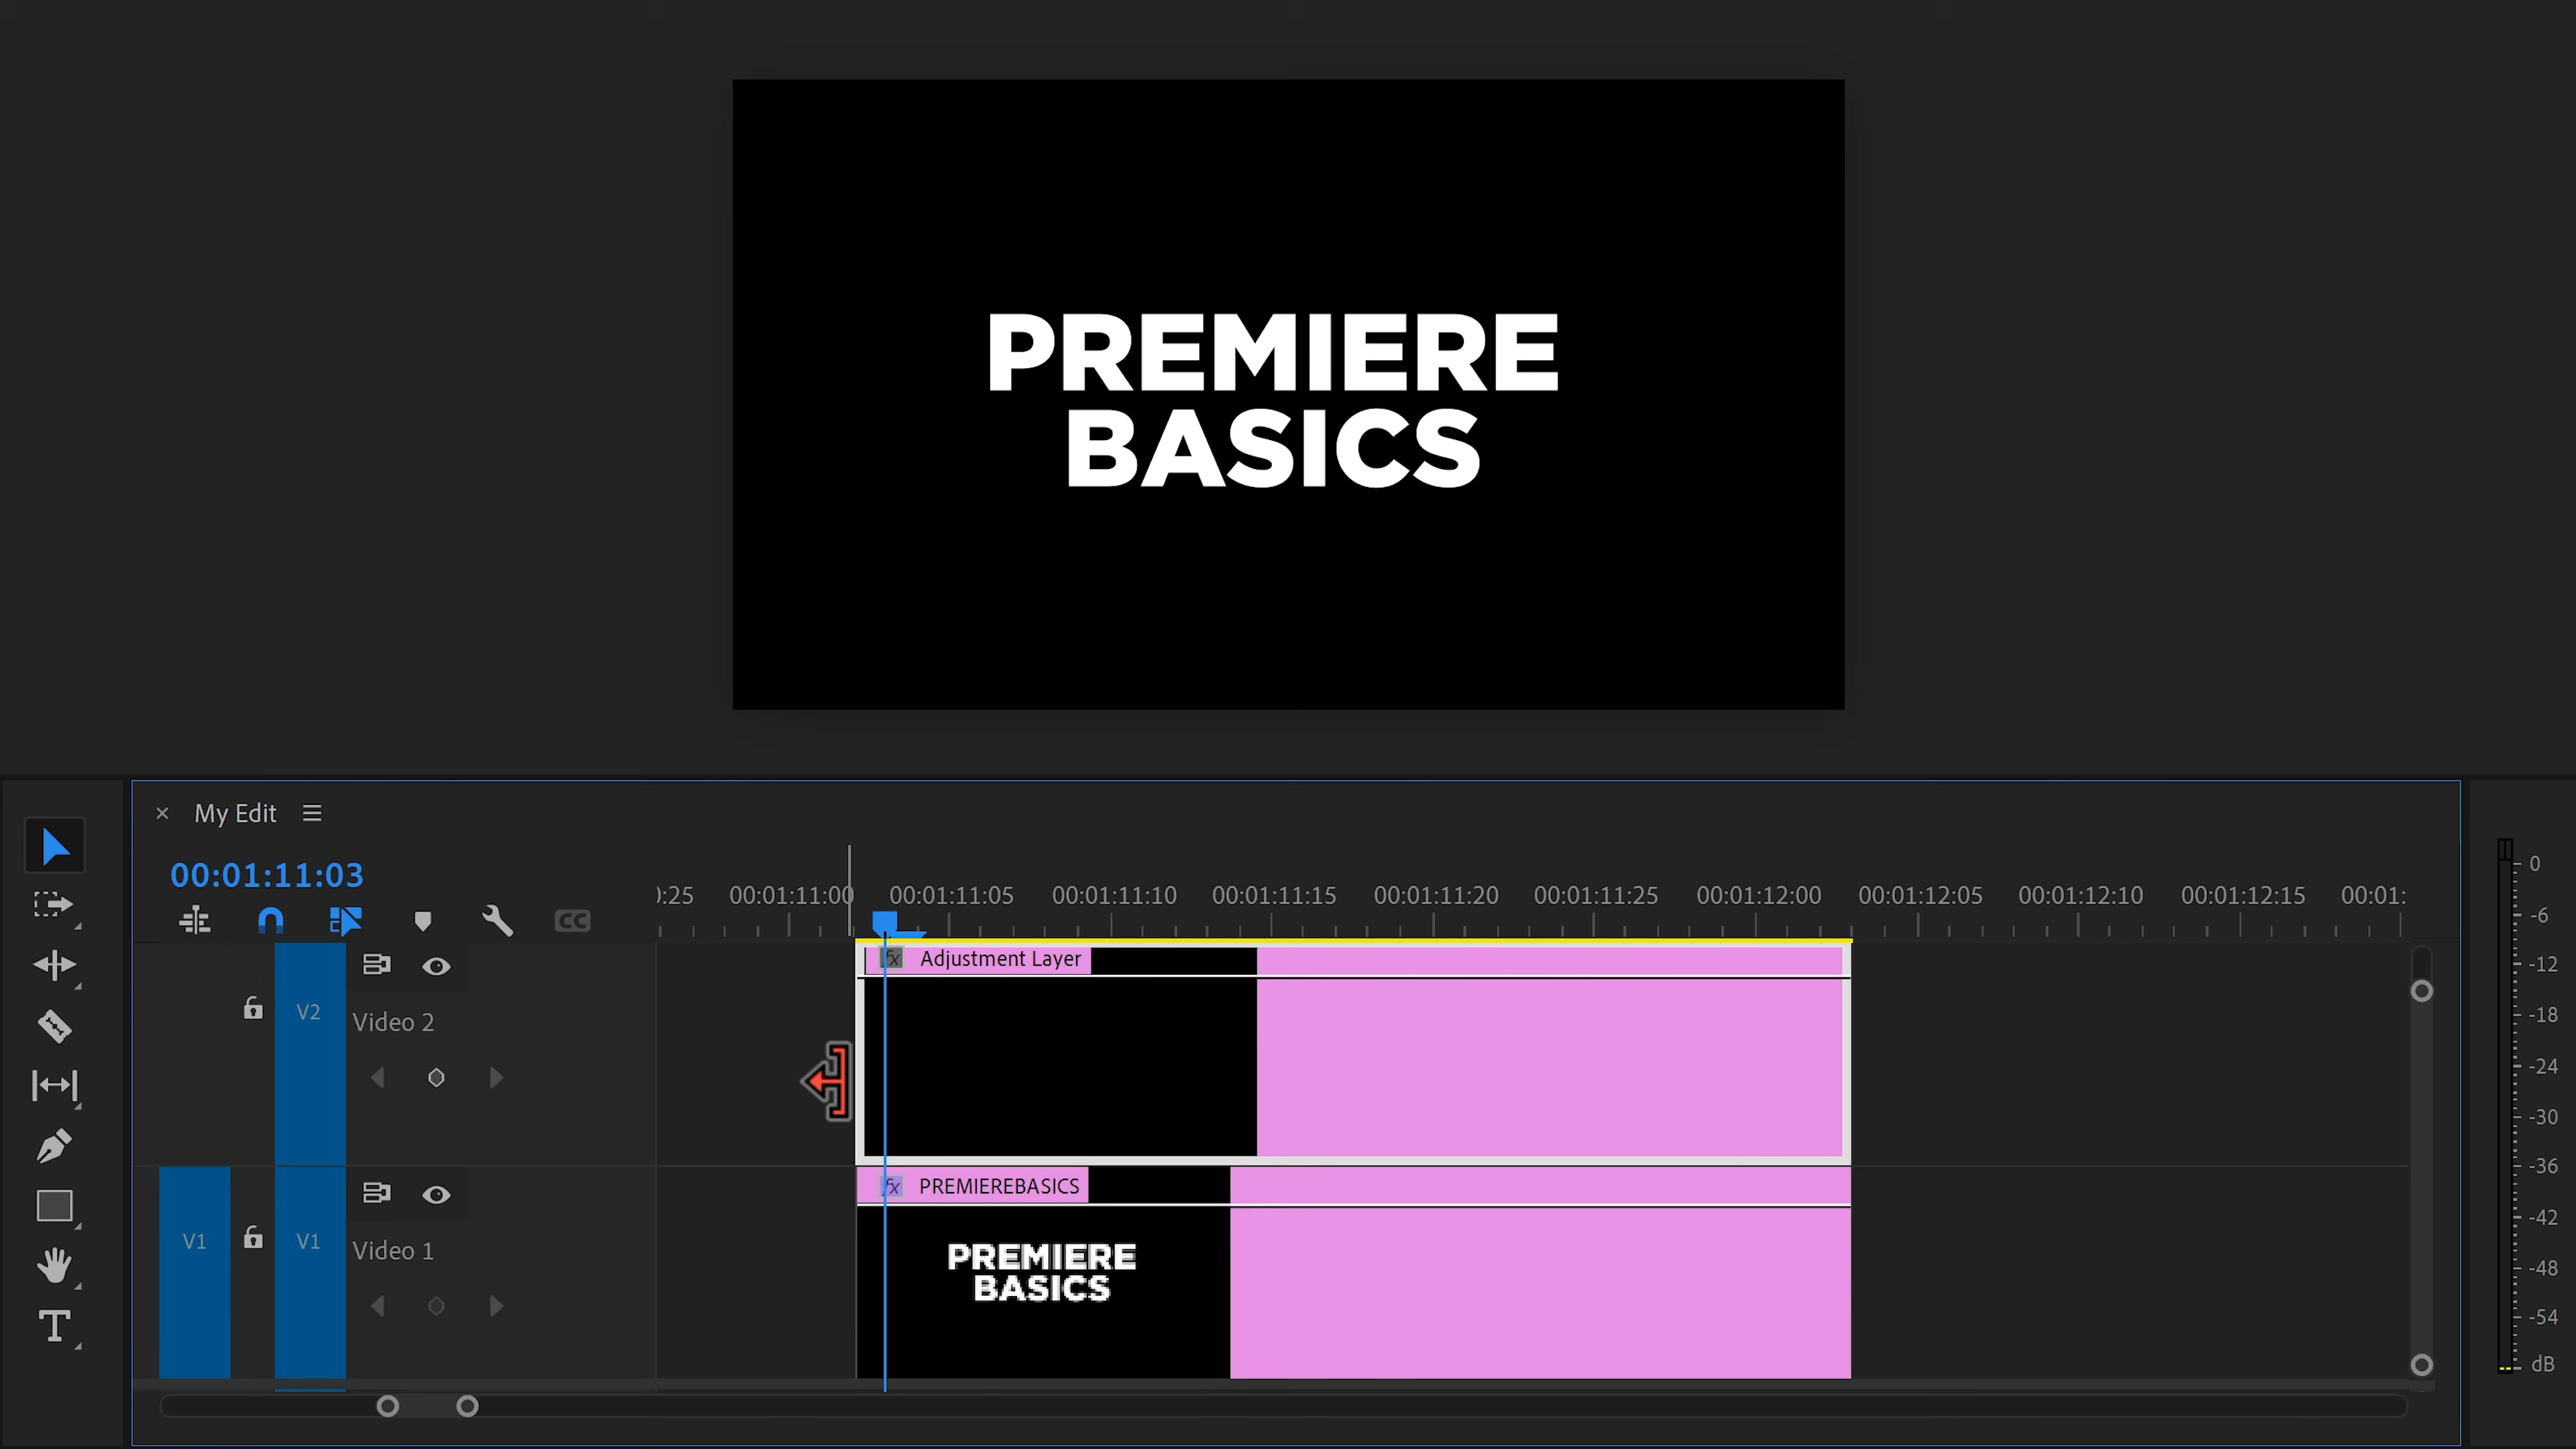 PREMIERE
BASICS
My Edit
00:01:11:03
):25 00:01:11:00 00:01:11:05 00:01:11:10 00:01:11:15 00:01:11:20 00:01:11:25 00:01:12:00 00:01:12:05 00:01:12:10 00:01:12:15 00:01:
CC
fx Adjustment Layer
V2 Video 2
fx PREMIEREBASICS
V1 V1 Video 1
PREMIERE
BASICS
T
0
-6
-12
-18
-24
-30
-36
-42
-48
-54
dB